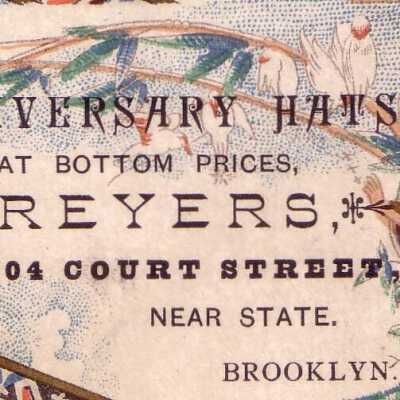 VERSARY HATS
AT BOTTOM PRICES,
REYERS,
04 COURT STREET,
NEAR STATE.
BROOKLYN.